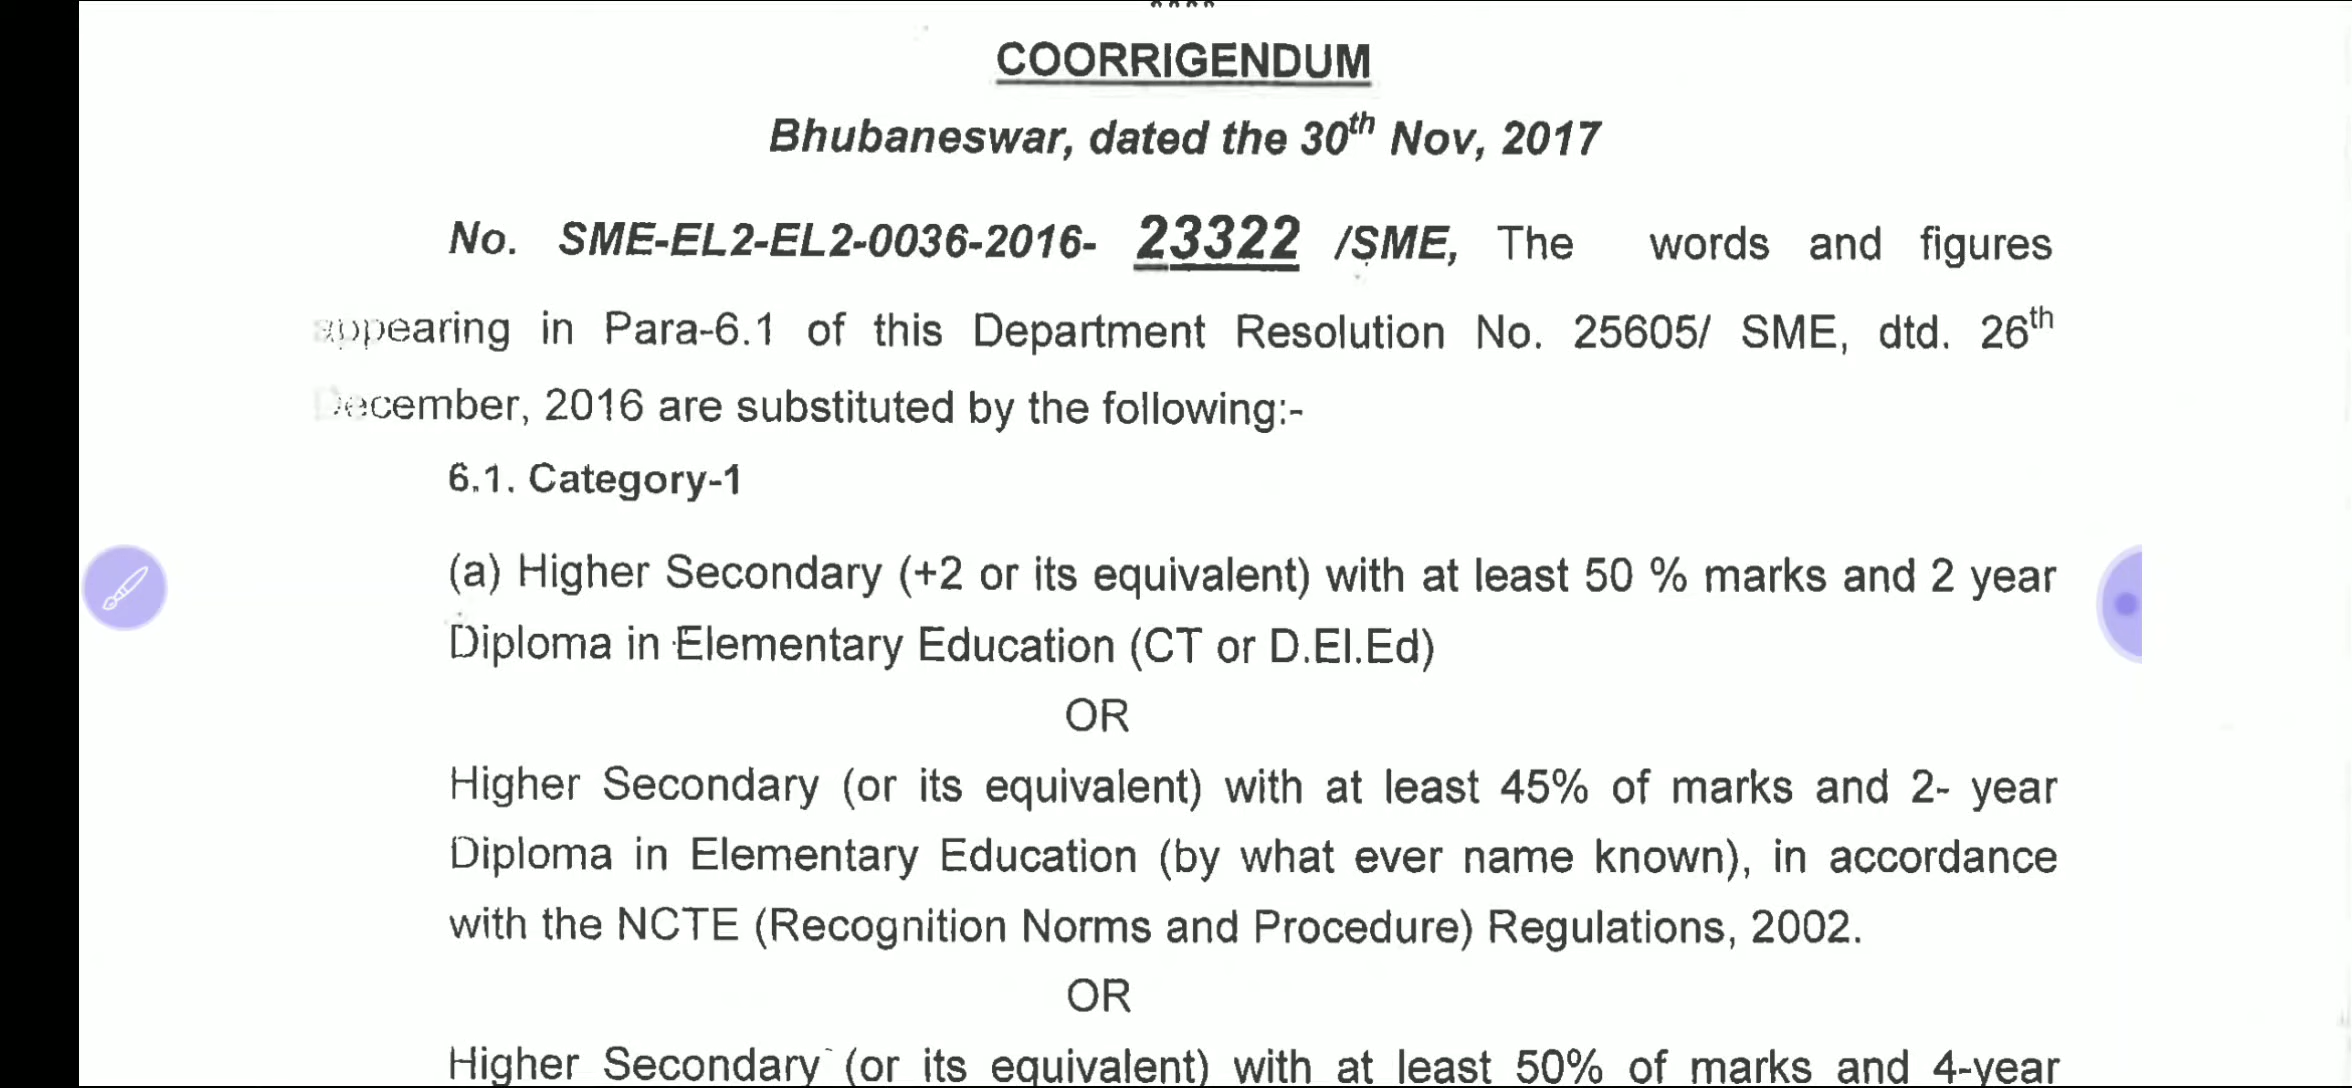 COORRIGENDUM
Bhubaneswar, dated the 30th Nov, 2017
No. SME-EL2-EL2-0036-2016- 23322 /SME, The words and figures
appearing in Para-6.1 of this Department Resolution No. 25605/ SME, dtd. 26th
December, 2016 are substituted by the following:-
6.1. Category-1
(a) Higher Secondary (+2 or its equivalent) with at least 50 % marks and 2 year
Diploma in Elementary Education (CT or D.El.Ed)
OR
Higher Secondary (or its equivalent) with at least 45% of marks and 2- year
Diploma in Elementary Education (by what ever name known), in accordance
with the NCTE (Recognition Norms and Procedure) Regulations, 2002.
OR
Higher Secondary (or its equivalent) with at least 50% of marks and 4-year